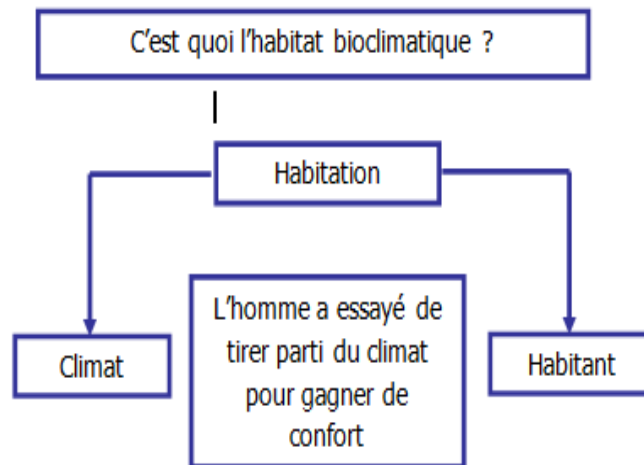 C'est quoi l'habitat bioclimatique ?
Habitation
L'homme a essayé de
tirer parti du climat
pour gagner de
confort
Climat
Habitant